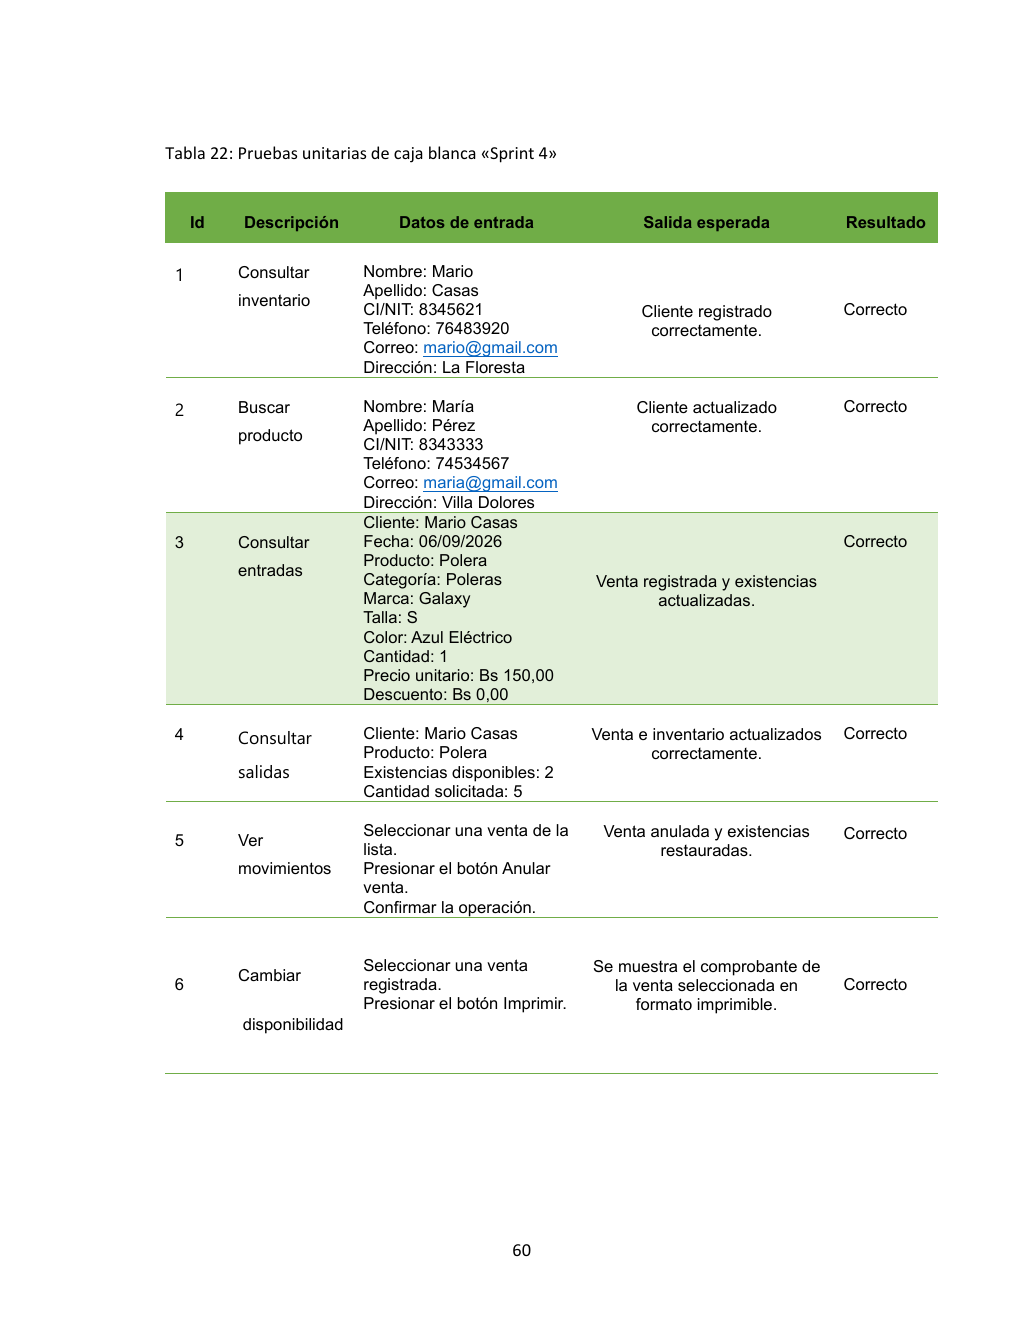 Tabla 22: Pruebas unitarias de caja blanca «Sprint 4»
Id Descripción Datos de entrada Salida esperada Resultado
1 Consultar inventario
Nombre: Mario
Apellido: Casas
CI/NIT: 8345621
Teléfono: 76483920
Correo: mario@gmail.com
Dirección: La Floresta
Cliente registrado
correctamente.
Correcto
2 Buscar producto
Nombre: María
Apellido: Pérez
CI/NIT: 8343333
Teléfono: 74534567
Correo: maria@gmail.com
Dirección: Villa Dolores
Cliente actualizado
correctamente.
Correcto
3 Consultar entradas
Cliente: Mario Casas
Fecha: 06/09/2026
Producto: Polera
Categoría: Poleras
Marca: Galaxy
Talla: S
Color: Azul Eléctrico
Cantidad: 1
Precio unitario: Bs 150,00
Descuento: Bs 0,00
Venta registrada y existencias
actualizadas.
Correcto
4 Consultar salidas
Cliente: Mario Casas
Producto: Polera
Existencias disponibles: 2
Cantidad solicitada: 5
Venta e inventario actualizados
correctamente.
Correcto
5 Ver movimientos
Seleccionar una venta de la
lista.
Presionar el botón Anular
venta.
Confirmar la operación.
Venta anulada y existencias
restauradas.
Correcto
6 Cambiar disponibilidad
Seleccionar una venta
registrada.
Presionar el botón Imprimir.
Se muestra el comprobante de
la venta seleccionada en
formato imprimible.
Correcto
60